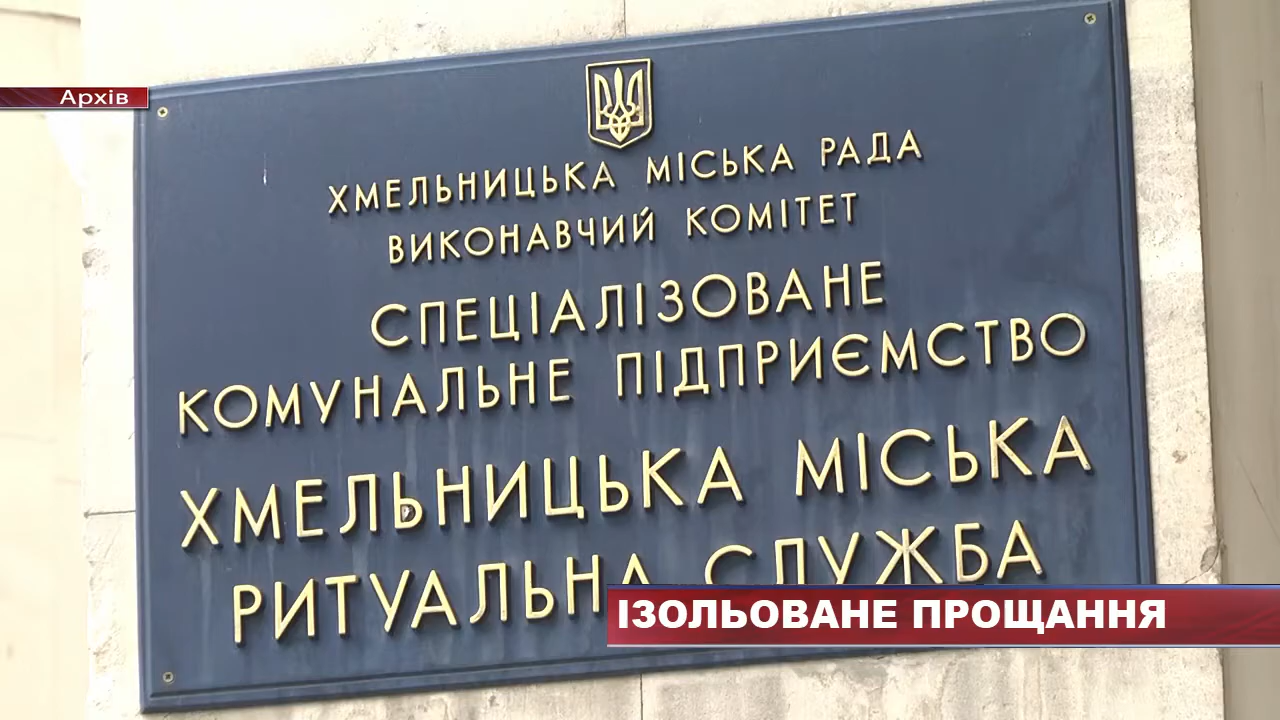 Архів
ХМЕЛЬНИЦЬКА МІСЬКА РАДА
ВИКОНАВЧИЙ КОМІТЕТ
СПЕЦІАЛІЗОВАНЕ
КОМУНАЛЬНЕ ПІДПРИЄМСТВО
ХМЕЛЬНИЦЬКА МІСЬКА
РИТУАЛЬНА СЛУЖБА
ІЗОЛЬОВАНЕ ПРОЩАННЯ